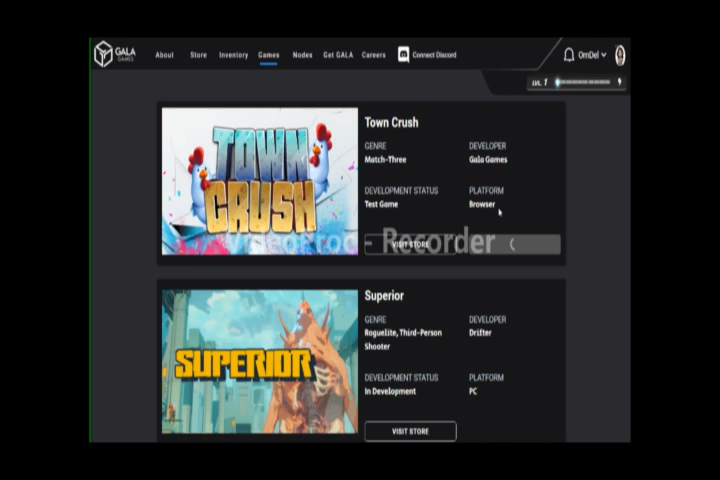 GALA
GAMES
About Store Inventory Games Nodes Get GALA Careers Connect Discord OmDel
LVL. 1
TOWN
CRUSH
Town Crush
GENRE DEVELOPER
Match-Three Gala Games
DEVELOPMENT STATUS PLATFORM
Test Game Browser
VISIT STORE
VideoProc Recorder
SUPERIOR
Superior
GENRE DEVELOPER
Roguelite, Third-Person Drifter
Shooter
DEVELOPMENT STATUS PLATFORM
In Development PC
VISIT STORE